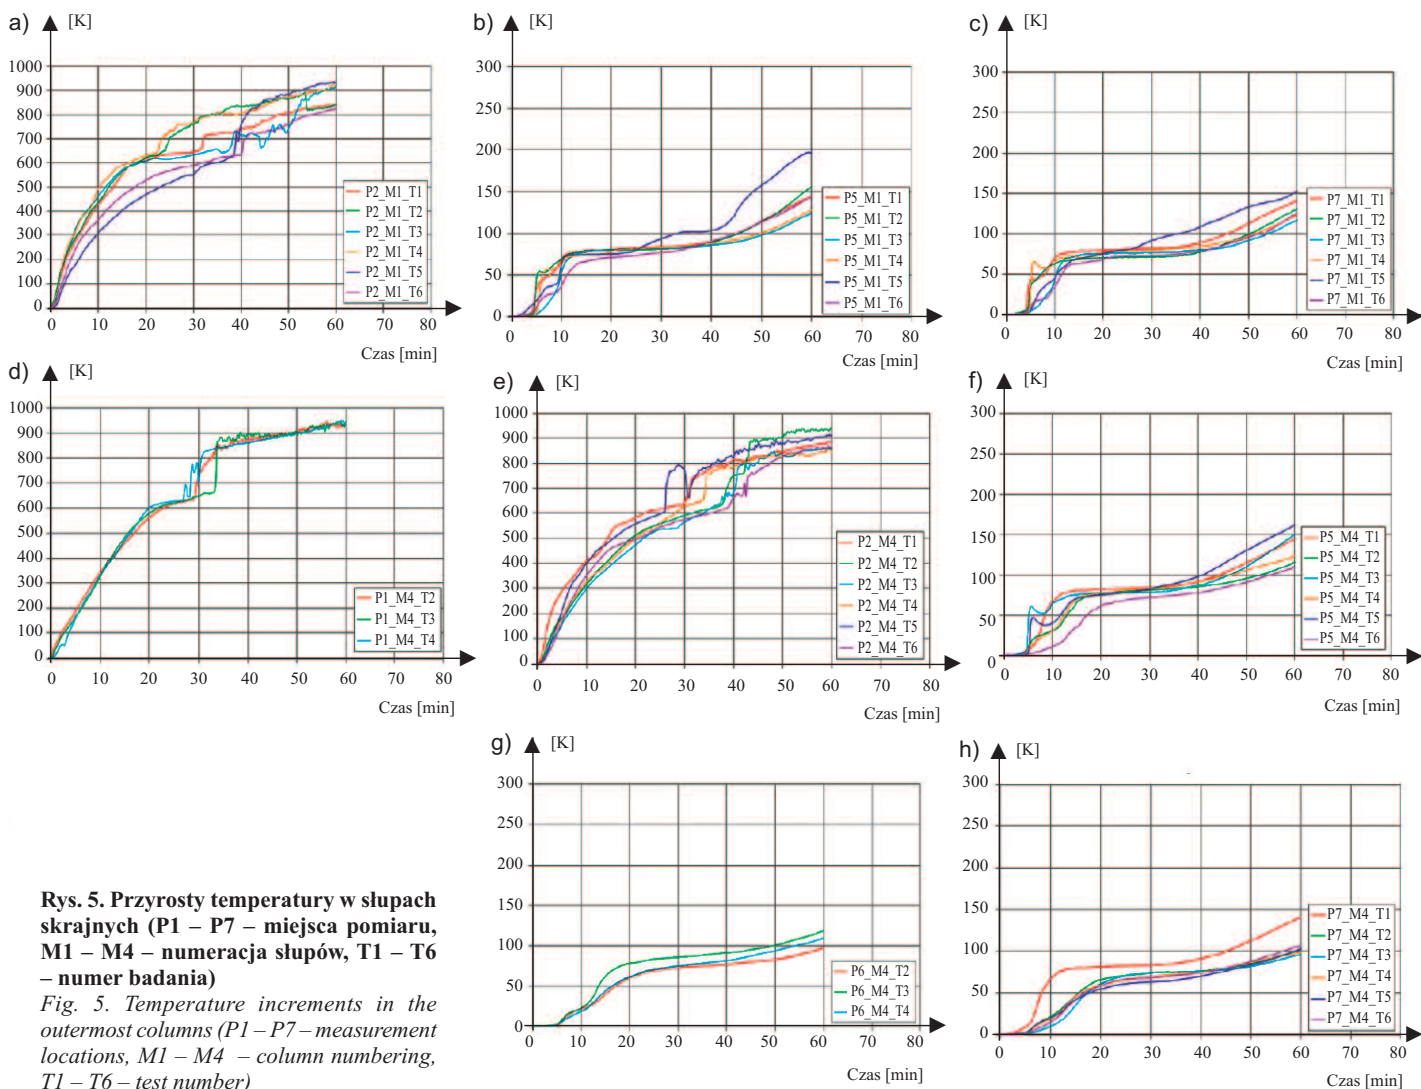 a) [K]
1000
900
800
700
600
500
400
300
200
100
0
0 10 20 30 40 50 60 70 80
Czas [min]
P2_M1_T1
P2_M1_T2
P2_M1_T3
P2_M1_T4
P2_M1_T5
P2_M1_T6
b) [K]
300
250
200
150
100
50
0
0 10 20 30 40 50 60 70 80
Czas [min]
P5_M1_T1
P5_M1_T2
P5_M1_T3
P5_M1_T4
P5_M1_T5
P5_M1_T6
c) [K]
300
250
200
150
100
50
0
0 10 20 30 40 50 60 70 80
Czas [min]
P7_M1_T1
P7_M1_T2
P7_M1_T3
P7_M1_T4
P7_M1_T5
P7_M1_T6
d) [K]
1000
900
800
700
600
500
400
300
200
100
0
0 10 20 30 40 50 60 70 80
Czas [min]
P1_M4_T2
P1_M4_T3
P1_M4_T4
e) [K]
1000
900
800
700
600
500
400
300
200
100
0
0 10 20 30 40 50 60 70 80
Czas [min]
P2_M4_T1
P2_M4_T2
P2_M4_T3
P2_M4_T4
P2_M4_T5
P2_M4_T6
f) [K]
300
250
200
150
100
50
0
0 10 20 30 40 50 60 70 80
Czas [min]
P5_M4_T1
P5_M4_T2
P5_M4_T3
P5_M4_T4
P5_M4_T5
P5_M4_T6
g) [K]
300
250
200
150
100
50
0
0 10 20 30 40 50 60 70 80
Czas [min]
P6_M4_T2
P6_M4_T3
P6_M4_T4
h) [K]
300
250
200
150
100
50
0
0 10 20 30 40 50 60 70 80
Czas [min]
P7_M4_T1
P7_M4_T2
P7_M4_T3
P7_M4_T4
P7_M4_T5
P7_M4_T6
Rys. 5. Przyrosty temperatury w słupach
skrajnych (P1 – P7 – miejsca pomiaru,
M1 – M4 – numeracja słupów, T1 – T6
– numer badania)
Fig. 5. Temperature increments in the
outermost columns (P1 – P7 – measurement
locations, M1 – M4 – column numbering,
T1 – T6 – test number)